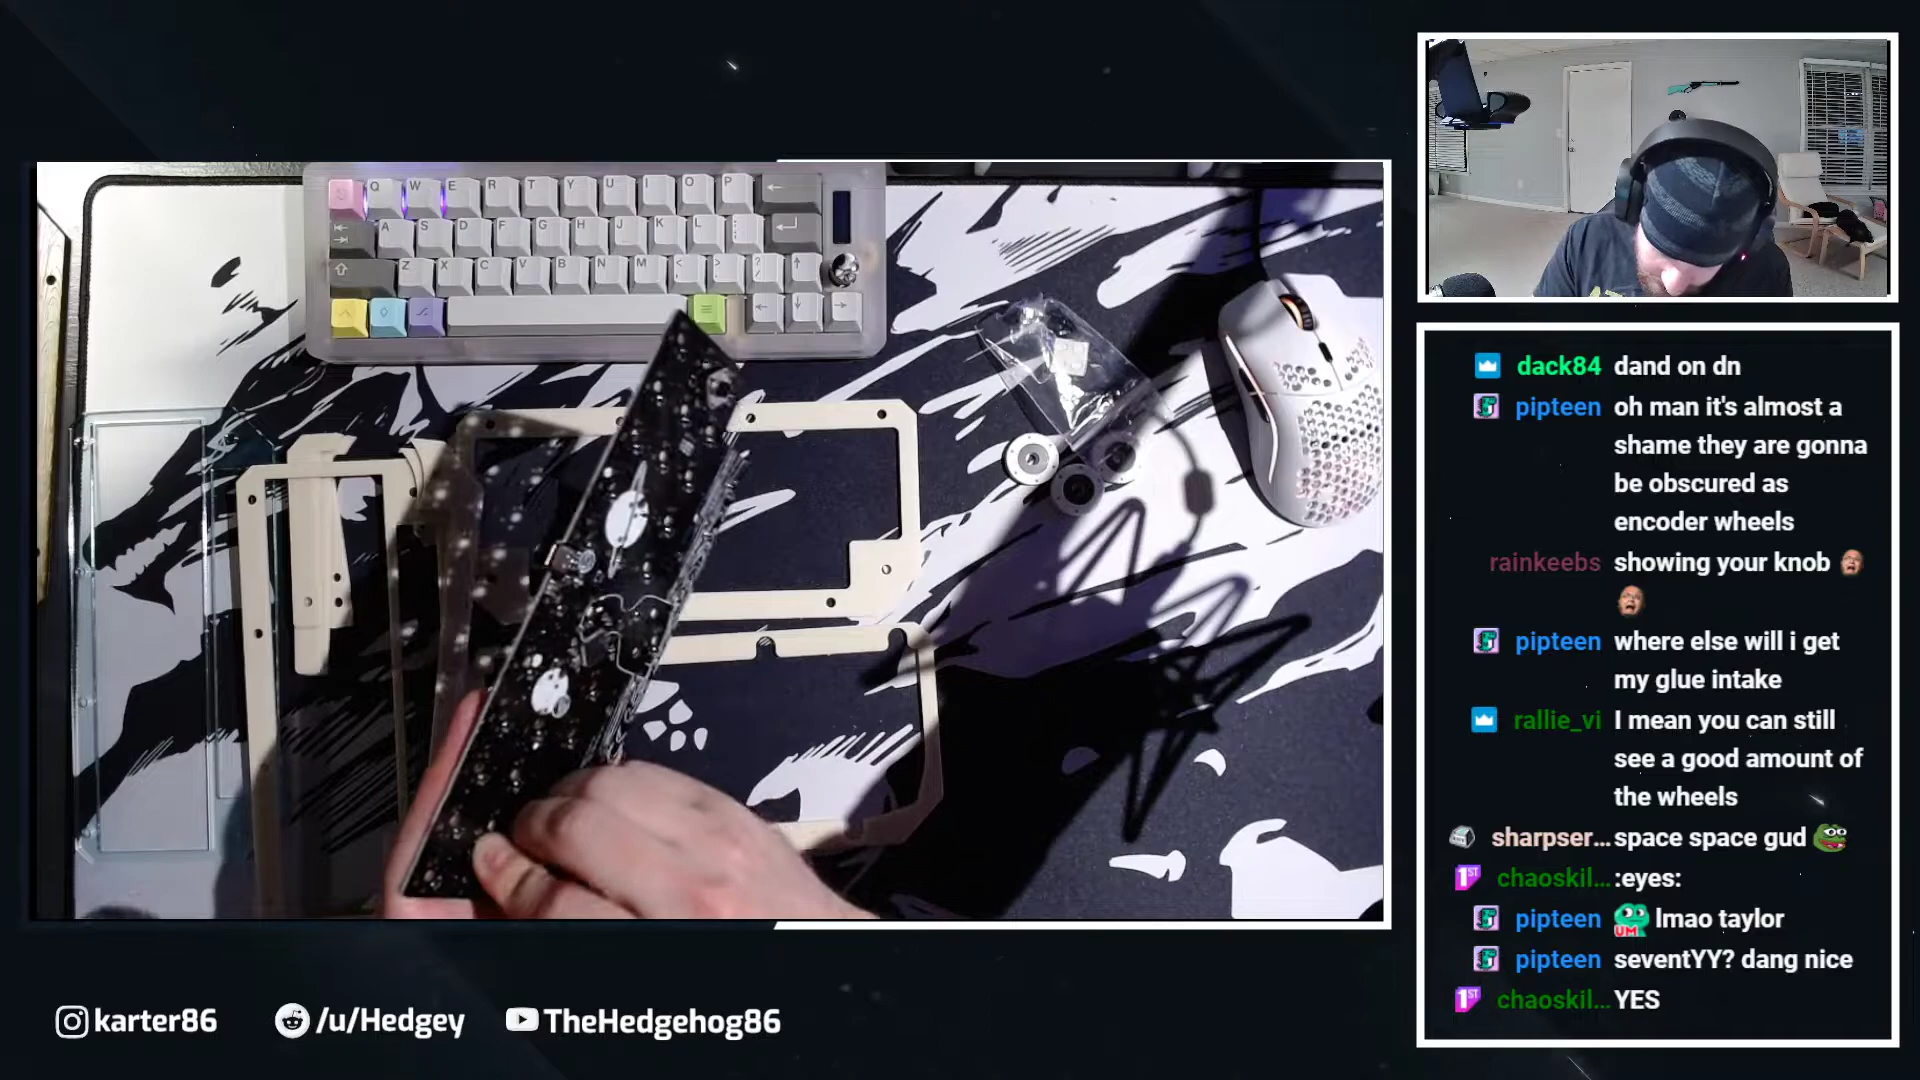 Q W E R T Y U I O P
A S D F G H J K L
Z X C V B N M
dack84 dand on dn
pipteen oh man it's almost a
shame they are gonna
be obscured as
encoder wheels
rainkeebs showing your knob
pipteen where else will i get
my glue intake
rallie_vi I mean you can still
see a good amount of
the wheels
sharpser... space space gud
1ST chaoskil... :eyes:
pipteen UM lmao taylor
pipteen seventYY? dang nice
1ST chaoskil... YES
karter86 /u/Hedgey TheHedgehog86